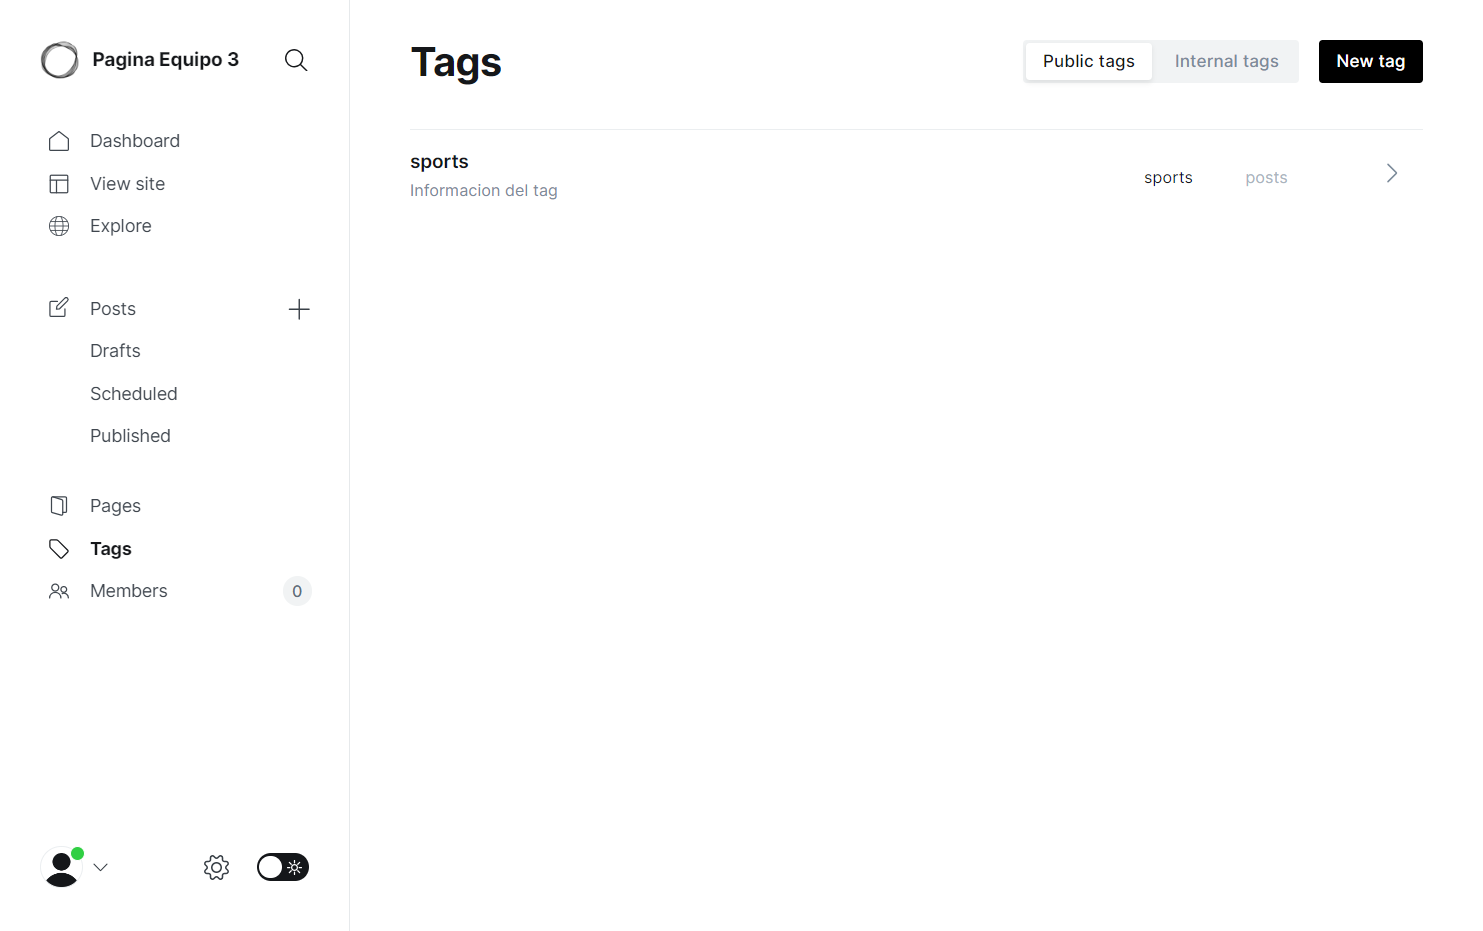 Pagina Equipo 3
Dashboard
View site
Explore
Posts
Drafts
Scheduled
Published
Pages
Tags
Members 0
Tags
Public tags Internal tags New tag
sports
Informacion del tag
sports posts